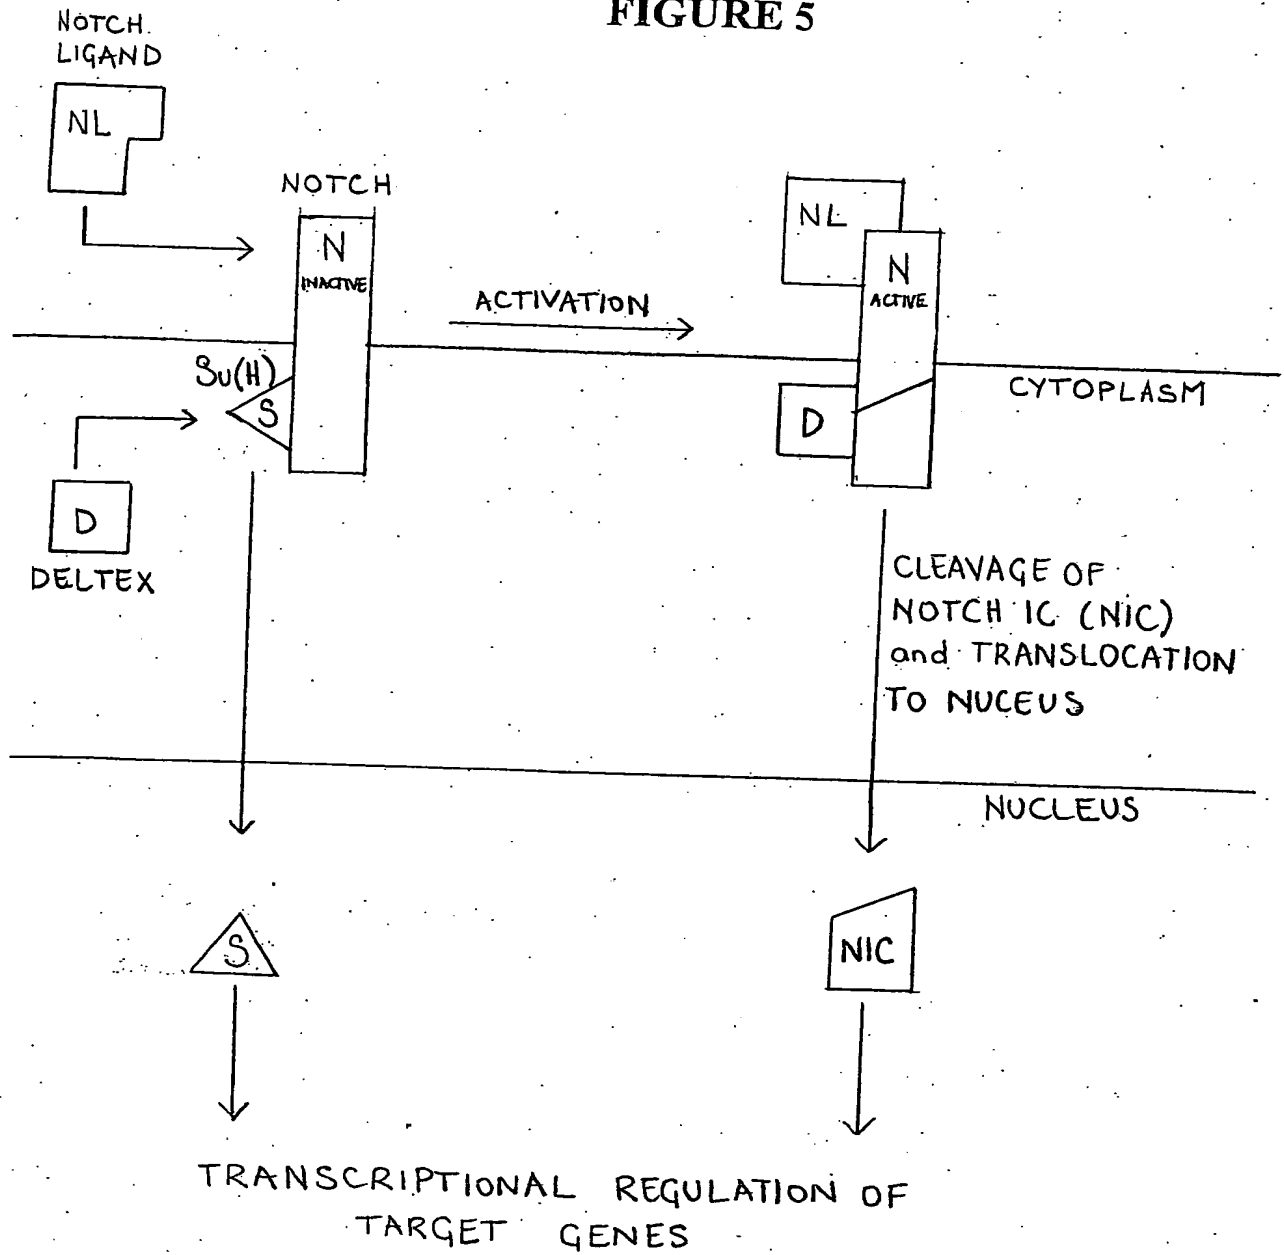 FIGURE 5
NOTCH
LIGAND
NL
NOTCH
N
INACTIVE
ACTIVATION
NL
N
ACTIVE
Su(H)
S
D
DELTEX
CYTOPLASM
D
CLEAVAGE OF
NOTCH IC (NIC)
and TRANSLOCATION
TO NUCEUS
NUCLEUS
S
NIC
TRANSCRIPTIONAL REGULATION OF
TARGET GENES